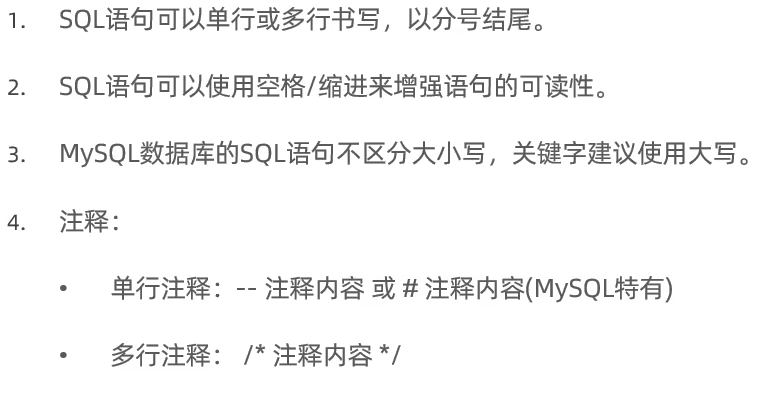 1. SQL语句可以单行或多行书写，以分号结尾。
2. SQL语句可以使用空格/缩进来增强语句的可读性。
3. MySQL数据库的SQL语句不区分大小写，关键字建议使用大写。
4. 注释：
• 单行注释：-- 注释内容 或 # 注释内容(MySQL特有)
• 多行注释： /* 注释内容 */